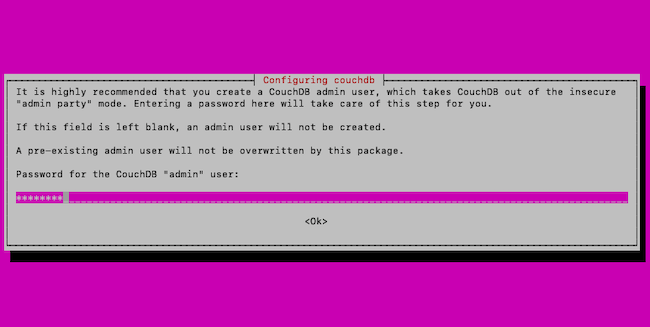 Configuring couchdb
It is highly recommended that you create a CouchDB admin user, which takes CouchDB out of the insecure
"admin party" mode. Entering a password here will take care of this step for you.
If this field is left blank, an admin user will not be created.
A pre-existing admin user will not be overwritten by this package.
Password for the CouchDB "admin" user:
********
<Ok>